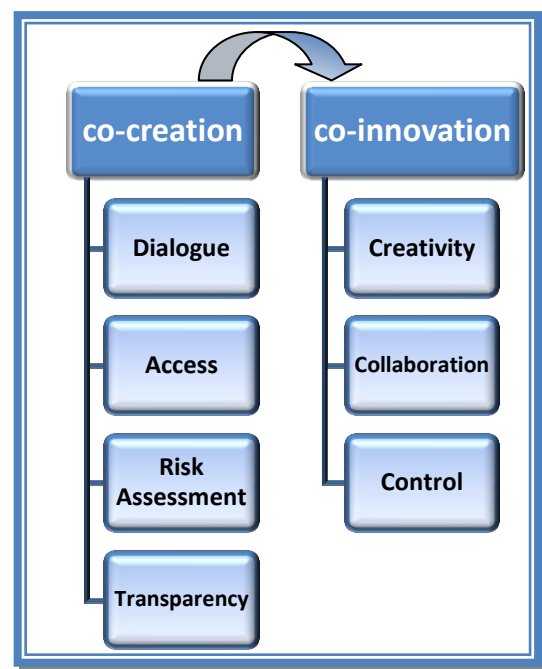 co-creation
Dialogue
Access
Risk
Assessment
Transparency
co-innovation
Creativity
Collaboration
Control